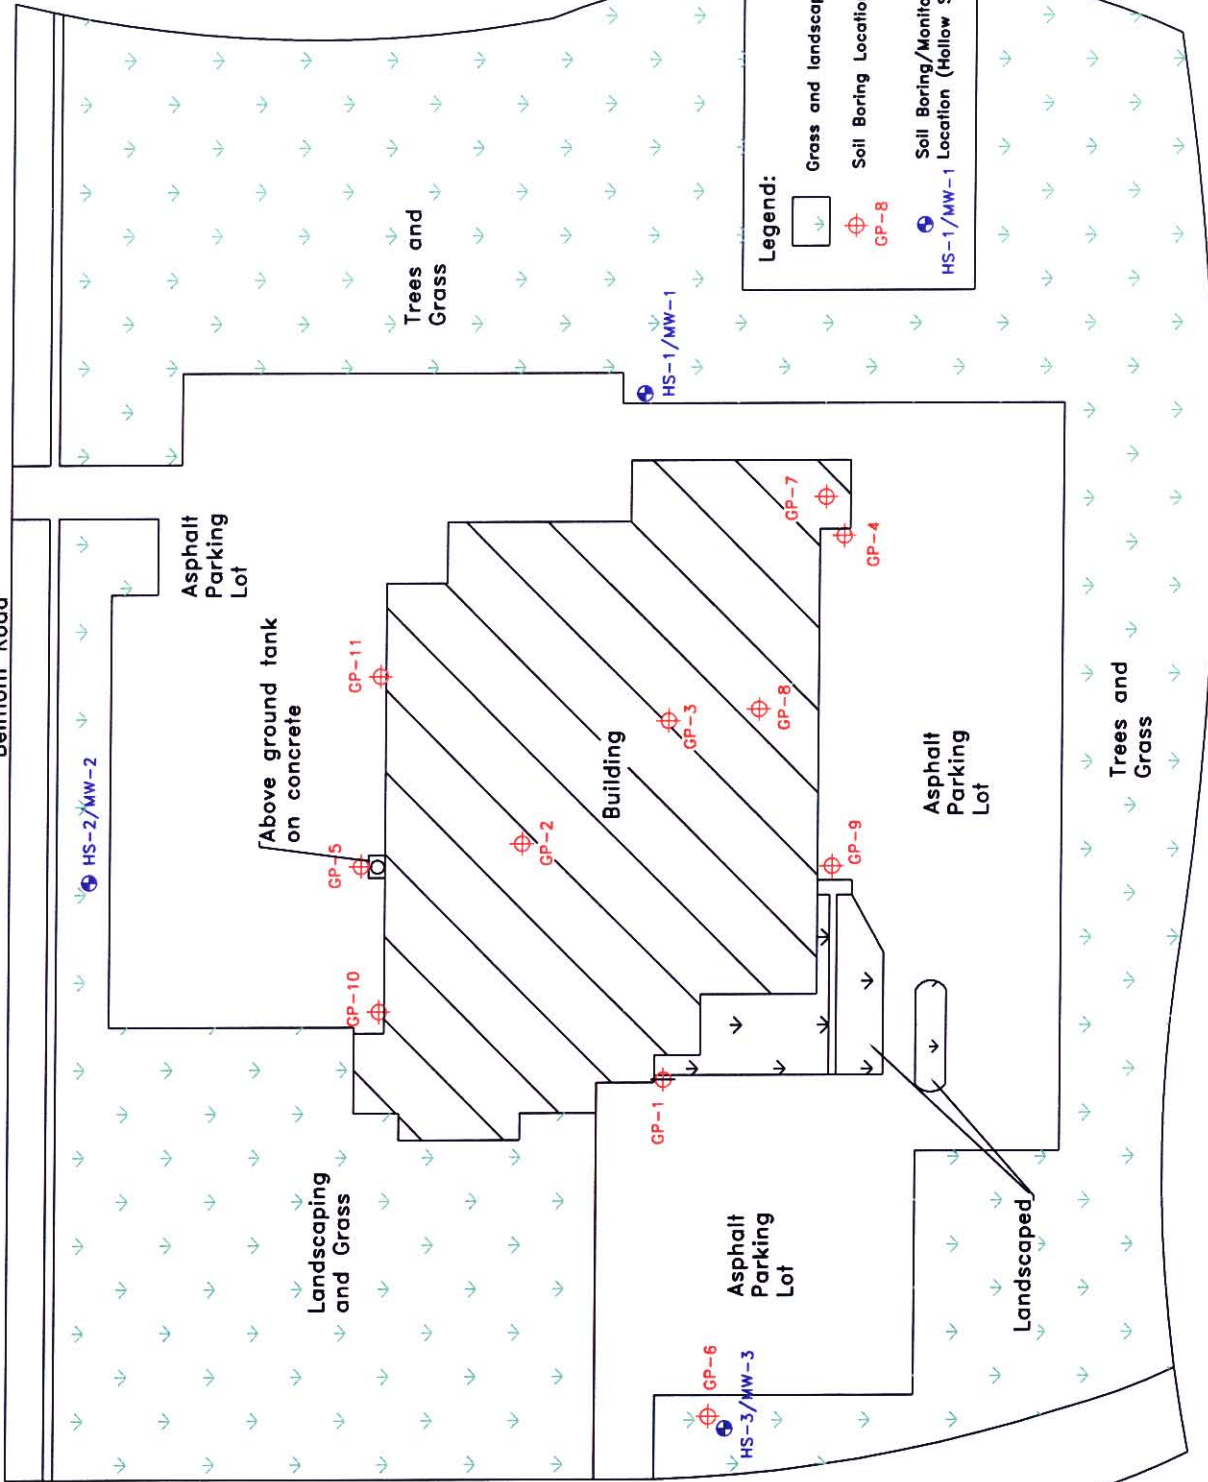 Belmont Road
HS-2/MW-2
Asphalt
Parking
Lot
Above ground tank
on concrete
GP-11
GP-5
GP-10
Trees and
Grass
Landscaping
and Grass
Building
GP-2
GP-3
GP-8
GP-7
GP-4
GP-9
GP-1
HS-1/MW-1
Asphalt
Parking
Lot
GP-6
HS-3/MW-3
Asphalt
Parking
Lot
Landscaped
Trees and
Grass
Legend:
Grass and landscap
GP-8
Soil Boring Location
HS-1/MW-1
Soil Boring/Monito
Location (Hollow S